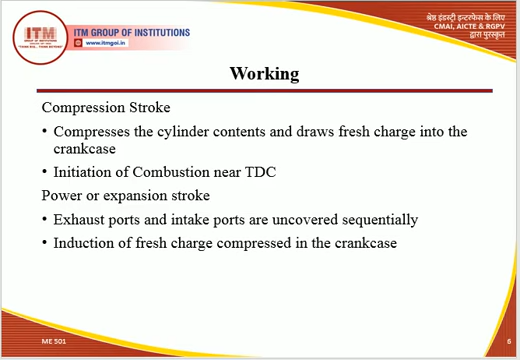 ITM GROUP OF INSTITUTIONS
www.itmgoi.in
ITM
श्रेष्ठ इंडस्ट्री इन्टरफेस के लिए
CMAI, AICTE & RGPV
द्वारा पुरस्कृत
Working
Compression Stroke
• Compresses the cylinder contents and draws fresh charge into the
crankcase
• Initiation of Combustion near TDC
Power or expansion stroke
• Exhaust ports and intake ports are uncovered sequentially
• Induction of fresh charge compressed in the crankcase
ME 501
6